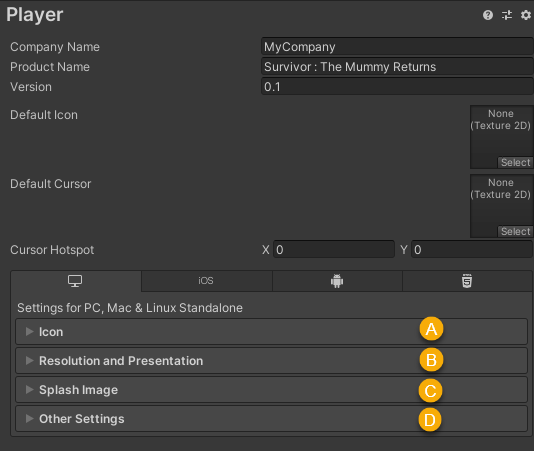 Player
Company Name MyCompany
Product Name Survivor : The Mummy Returns
Version 0.1
Default Icon
None
(Texture 2D)
Select
Default Cursor
None
(Texture 2D)
Select
Cursor Hotspot X 0 Y 0
iOS
Settings for PC, Mac & Linux Standalone
Icon A
Resolution and Presentation B
Splash Image C
Other Settings D